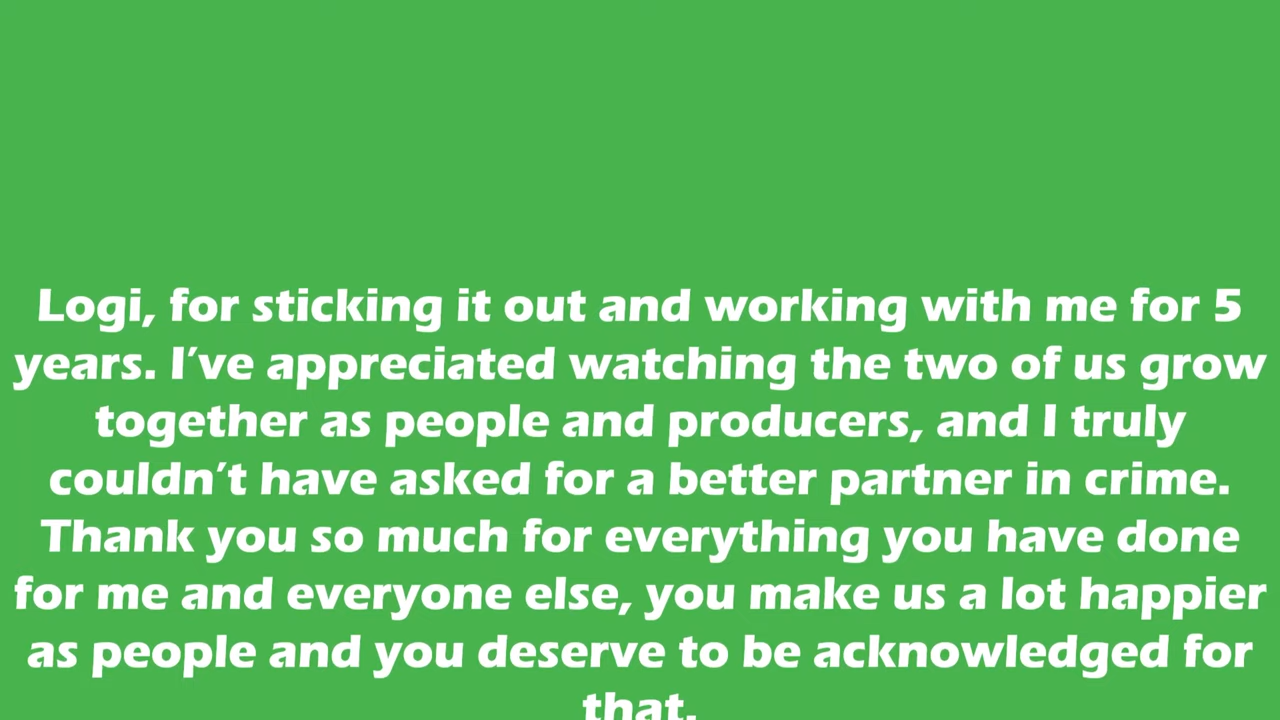 Logi, for sticking it out and working with me for 5
years. I’ve appreciated watching the two of us grow
together as people and producers, and I truly
couldn’t have asked for a better partner in crime.
Thank you so much for everything you have done
for me and everyone else, you make us a lot happier
as people and you deserve to be acknowledged for
that.